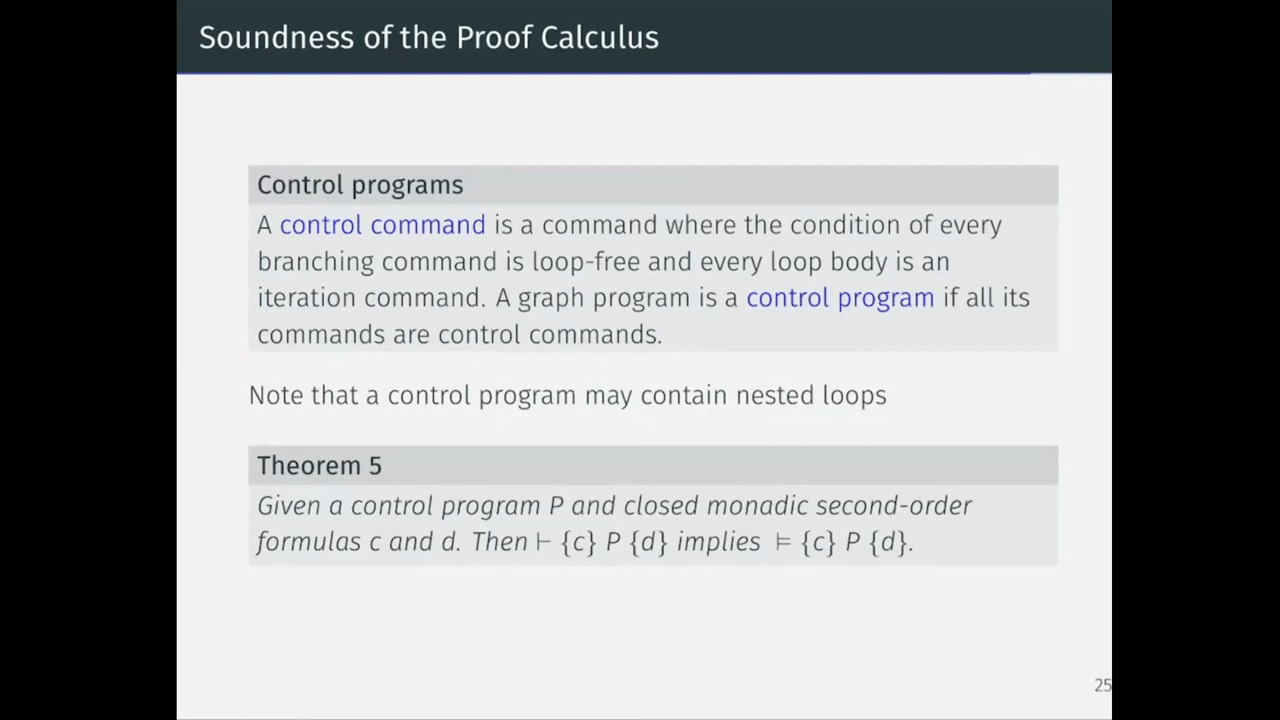 Soundness of the Proof Calculus
Control programs
A control command is a command where the condition of every
branching command is loop-free and every loop body is an
iteration command. A graph program is a control program if all its
commands are control commands.
Note that a control program may contain nested loops
Theorem 5
Given a control program P and closed monadic second-order
formulas c and d. Then ⊢ {c} P {d} implies ⊨ {c} P {d}.
25